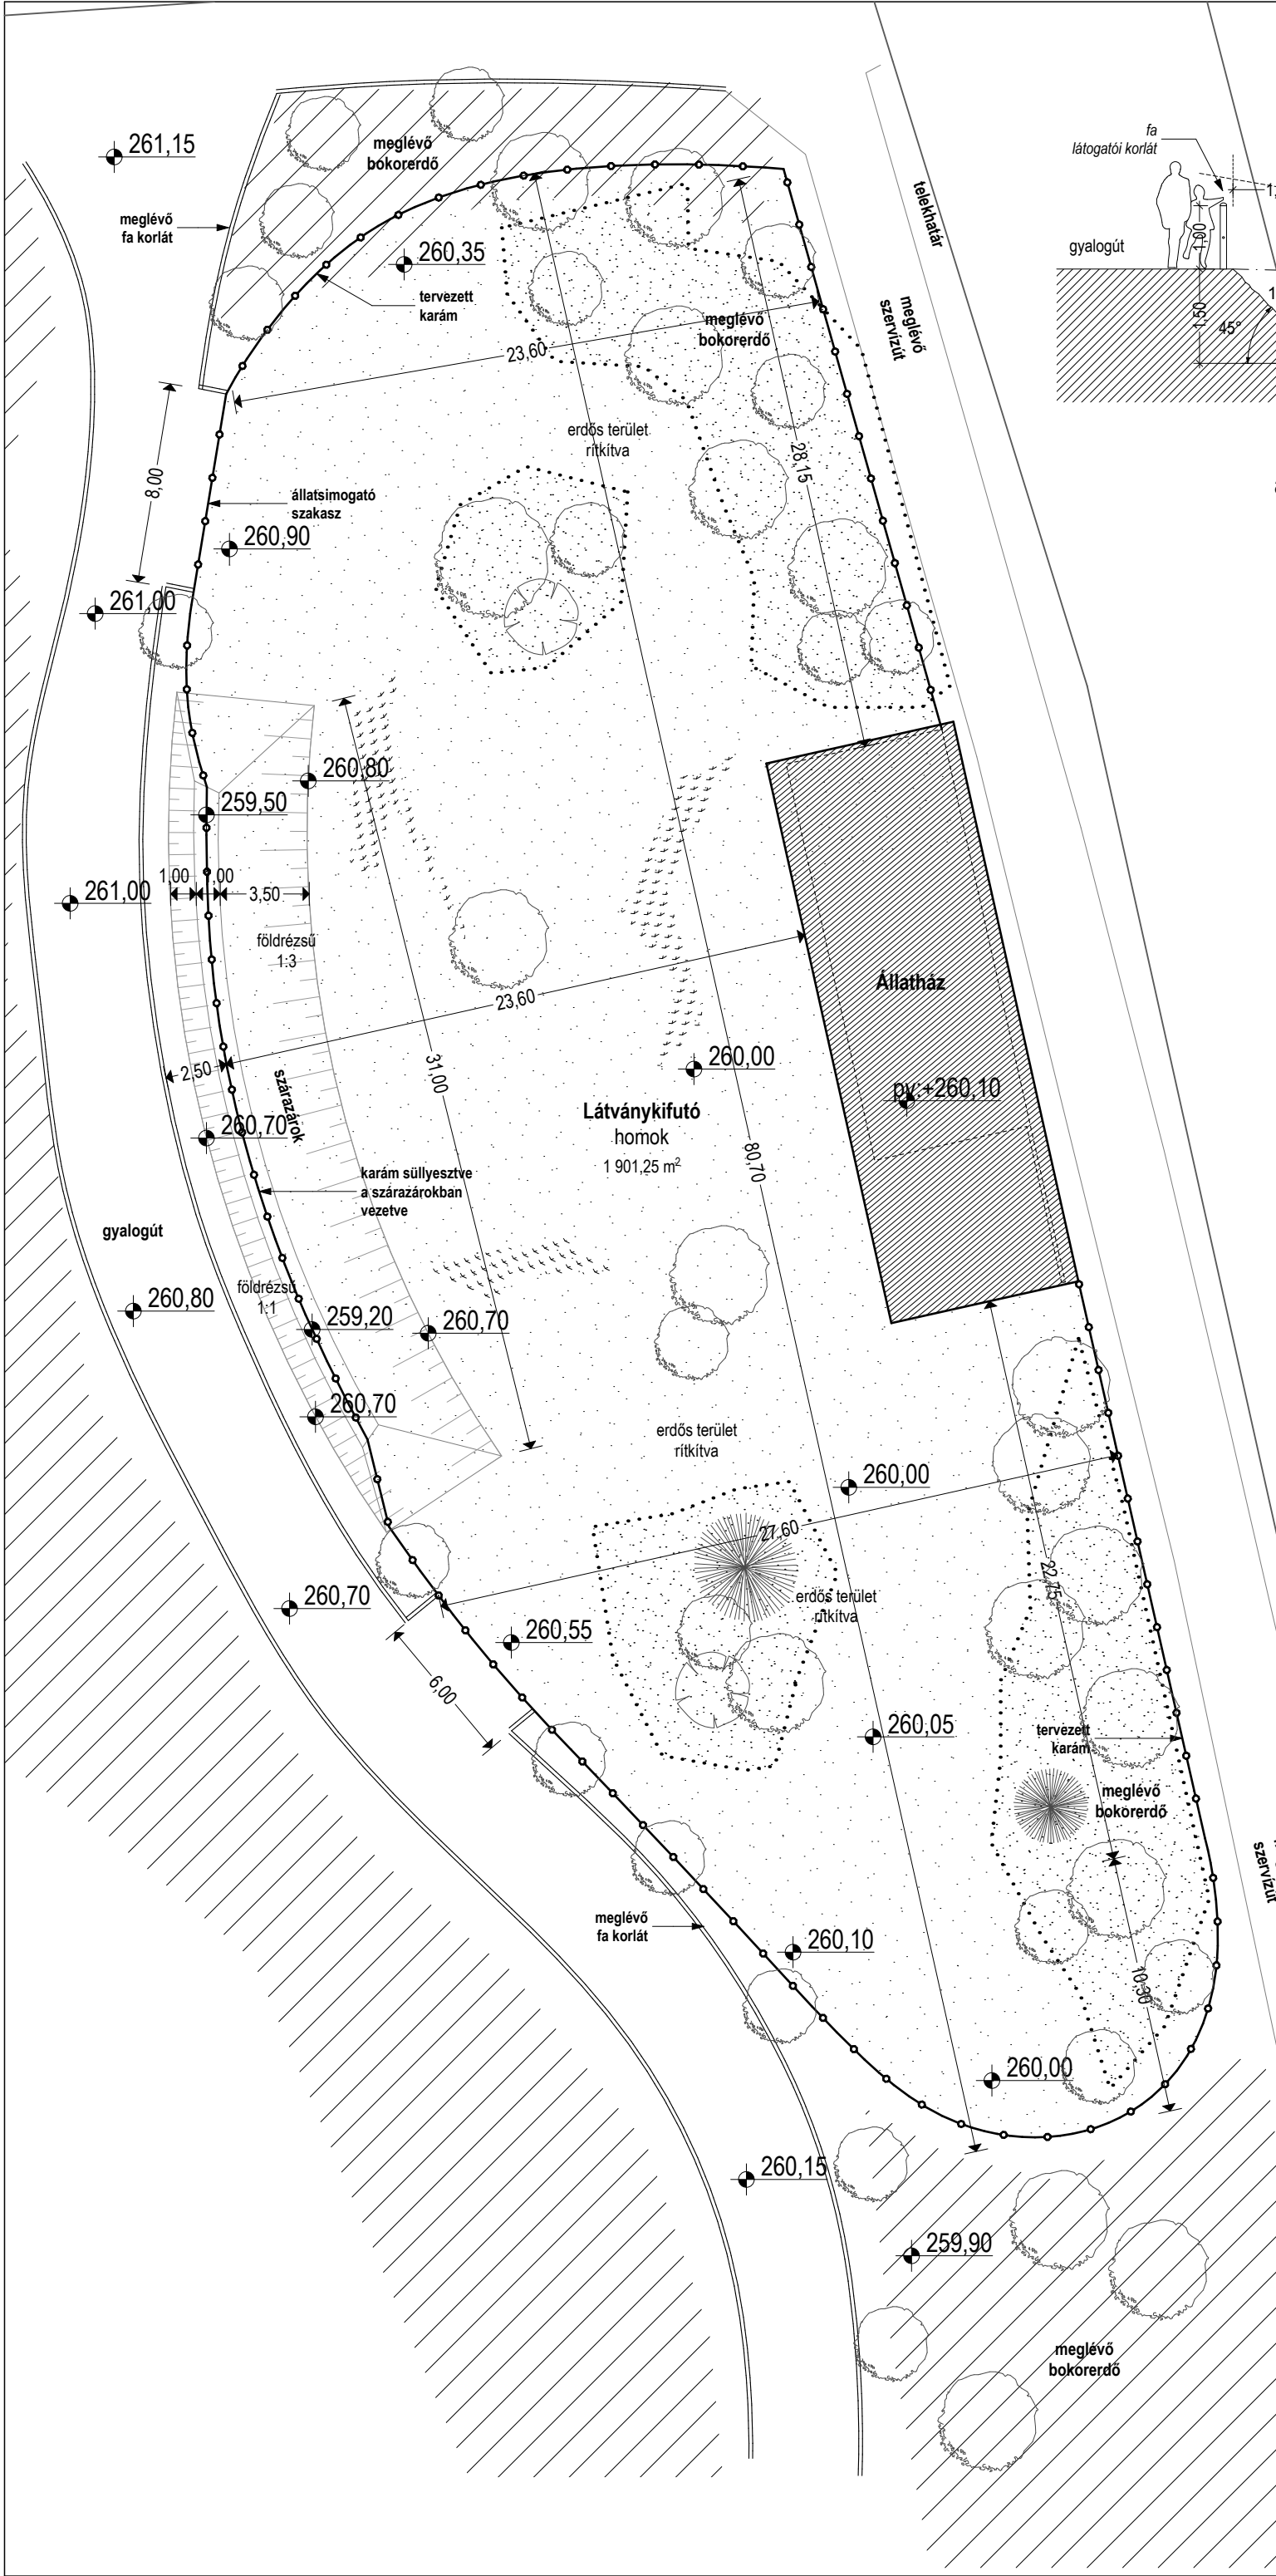 261,15
meglévő
bokorerdő
fa
látogatói korlát
telekhatár
meglévő
fa korlát
260,35
gyalogút
1,00
1,50
45°
tervezett
karám
meglévő
bokorerdő
meglévő
szervizút
23,60
erdős terület
rítkítva
28,15
8,00
állatsimogató
szakasz
260,90
261,00
260,80
259,50
1,00
1,00
3,50
261,00
földrézsű
1:3
Állatház
23,60
2,50
31,00
260,00
szárazárok
pv:+260,10
Látványkifutó
homok
1 901,25 m²
260,70
80,70
karám süllyesztve
a szárazárokban
vezetve
gyalogút
földrézsű
1:1
260,80
259,20
260,70
260,70
erdős terület
rítkítva
260,00
27,60
22,75
260,70
erdős terület
rítkítva
260,55
6,00
260,05
tervezett
karám
meglévő
bokorerdő
szervizút
meglévő
fa korlát
260,10
10,30
260,00
260,15
259,90
meglévő
bokorerdő